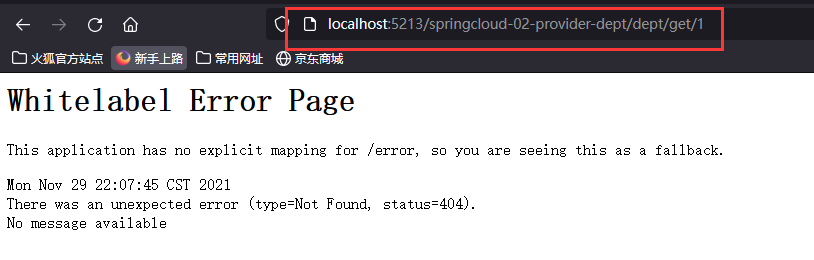 localhost:5213/springcloud-02-provider-dept/dept/get/1
火狐官方站点 新手上路 常用网址 京东商城
Whitelabel Error Page
This application has no explicit mapping for /error, so you are seeing this as a fallback.
Mon Nov 29 22:07:45 CST 2021
There was an unexpected error (type=Not Found, status=404).
No message available